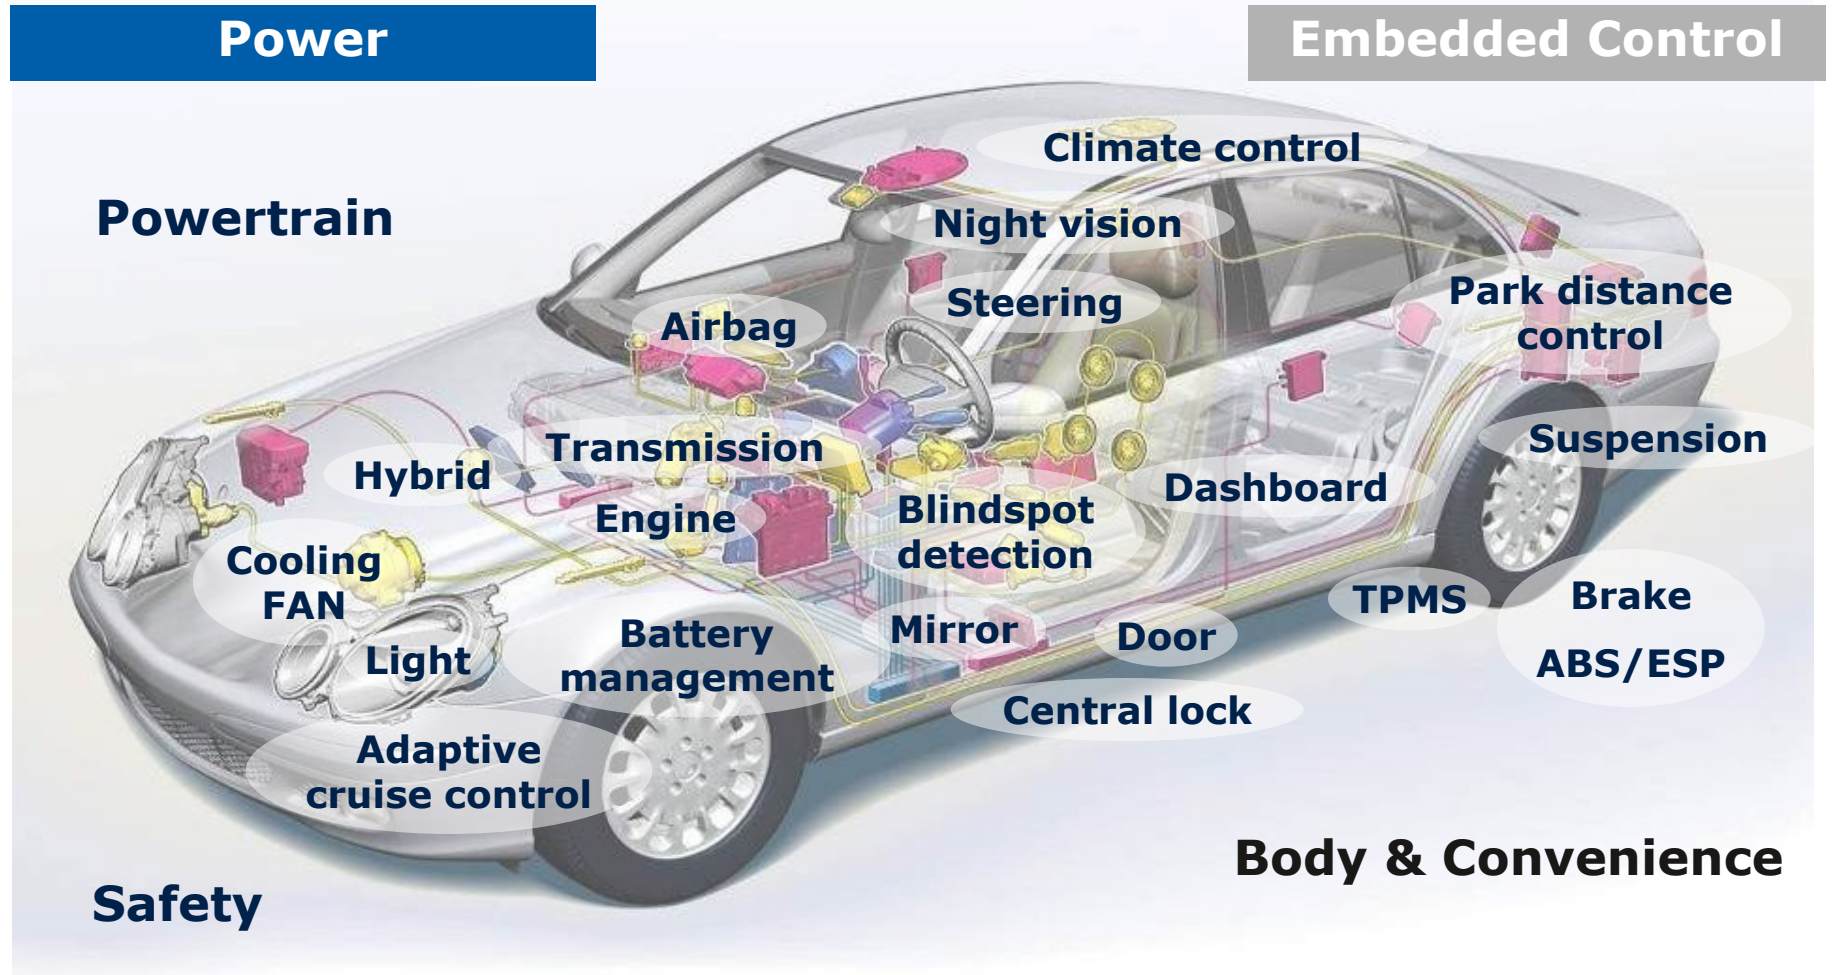 Power
Embedded Control
Climate control
Powertrain
Night vision
Steering
Park distance
control
Airbag
Suspension
Transmission
Hybrid
Dashboard
Engine
Blindspot
detection
Cooling
FAN
TPMS
Brake
ABS/ESP
Mirror
Door
Battery
management
Light
Central lock
Adaptive
cruise control
Body & Convenience
Safety